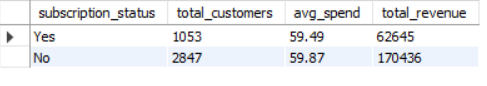 subscription_status total_customers avg_spend total_revenue
Yes 1053 59.49 62645
No 2847 59.87 170436